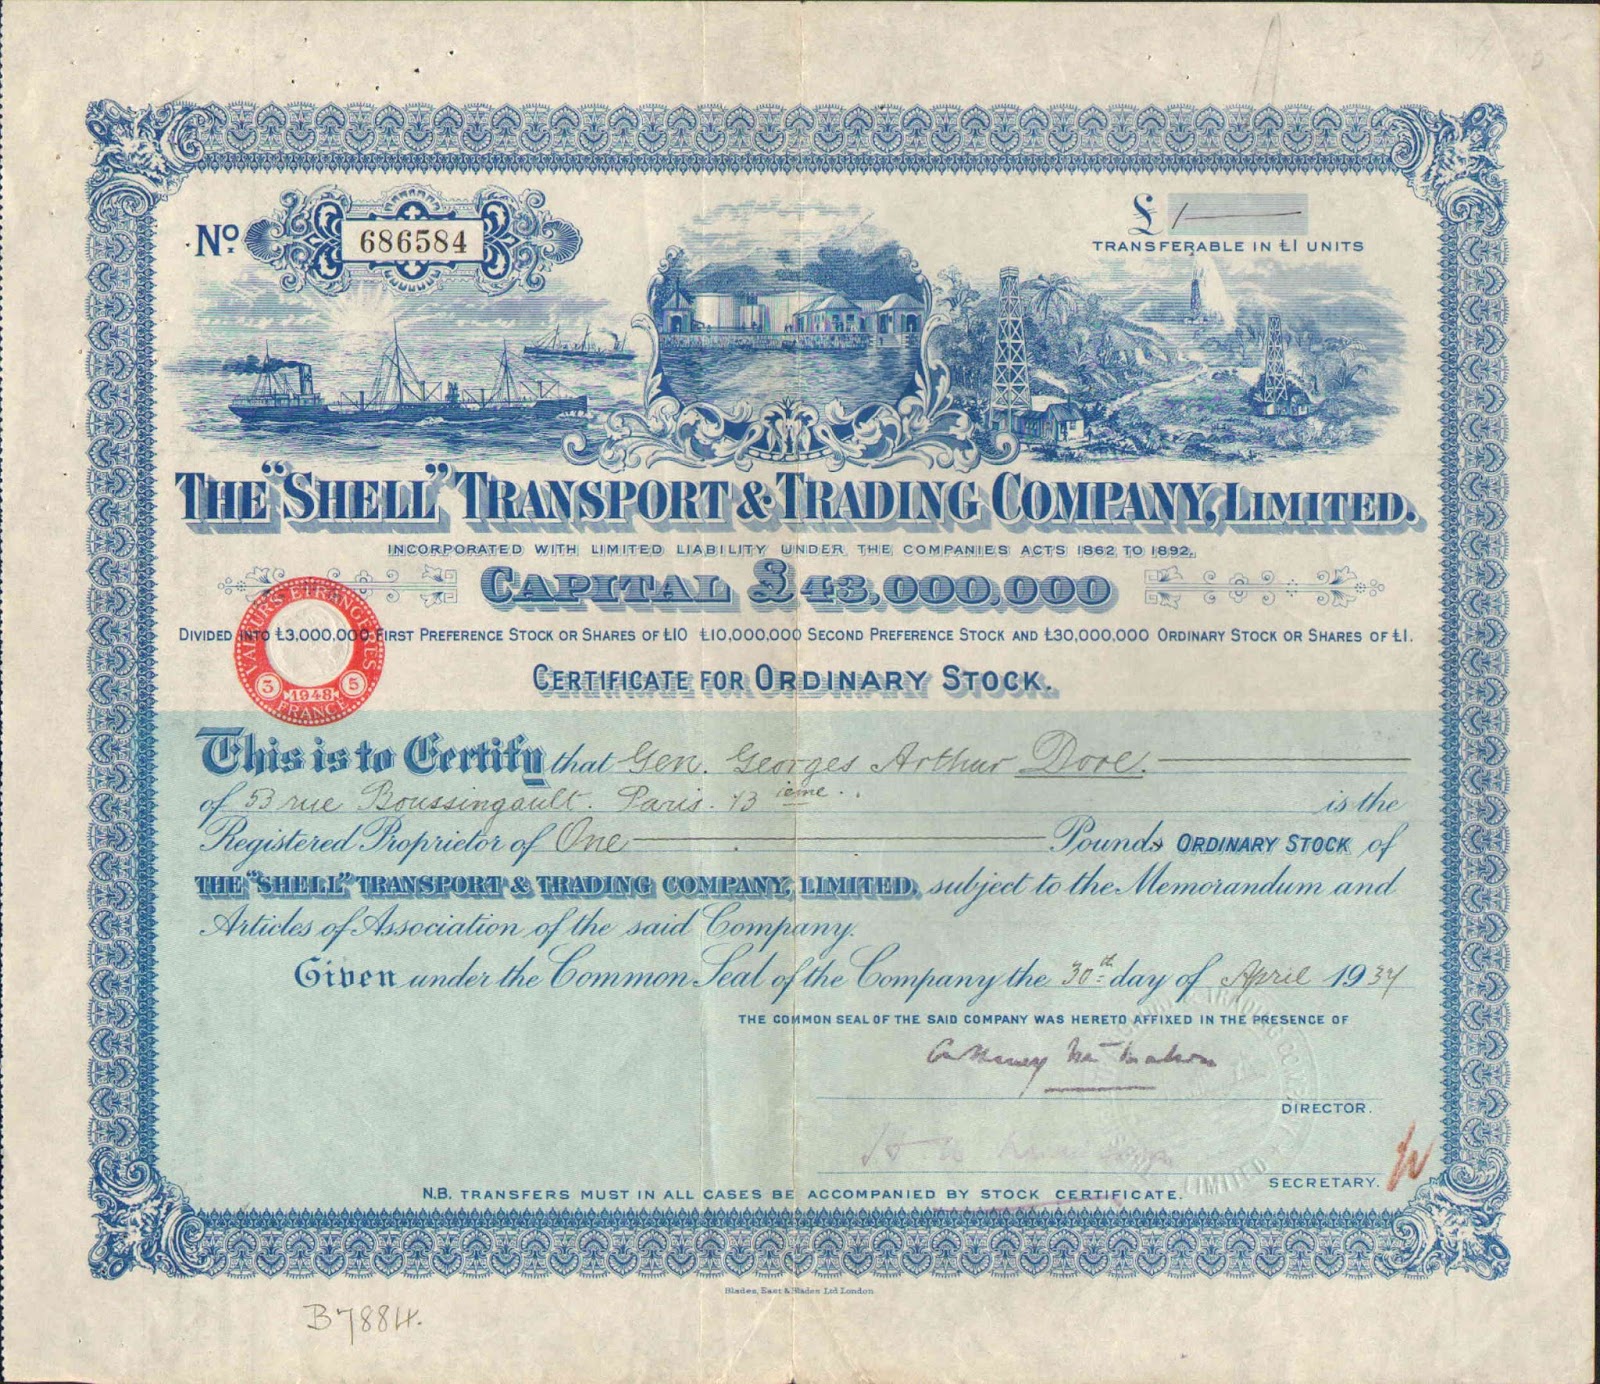 No. 686584
£ 1
TRANSFERABLE IN £1 UNITS
THE "SHELL" TRANSPORT & TRADING COMPANY, LIMITED.
INCORPORATED WITH LIMITED LIABILITY UNDER THE COMPANIES ACTS 1862 TO 1892.
CAPITAL £43,000,000
DIVIDED INTO £3,000,000 FIRST PREFERENCE STOCK OR SHARES OF £10 £10,000,000 SECOND PREFERENCE STOCK AND £30,000,000 ORDINARY STOCK OR SHARES OF £1.
VALEURS ETRANGERES
3 1948 5
FRANCE
CERTIFICATE FOR ORDINARY STOCK.
This is to Certify that Gen. Georges Arthur Dore.
of 53 rue Boussingault. Paris. 13 ieme.
is the
Registered Proprietor of One Pounds ORDINARY STOCK of
THE "SHELL" TRANSPORT & TRADING COMPANY, LIMITED, subject to the Memorandum and
Articles of Association of the said Company.
Given under the Common Seal of the Company the 30th day of April 1934
THE COMMON SEAL OF THE SAID COMPANY WAS HERETO AFFIXED IN THE PRESENCE OF
DIRECTOR.
LIMITED
SECRETARY.
N.B. TRANSFERS MUST IN ALL CASES BE ACCOMPANIED BY STOCK CERTIFICATE.
Blades, East & Blades Ltd London
B7884.